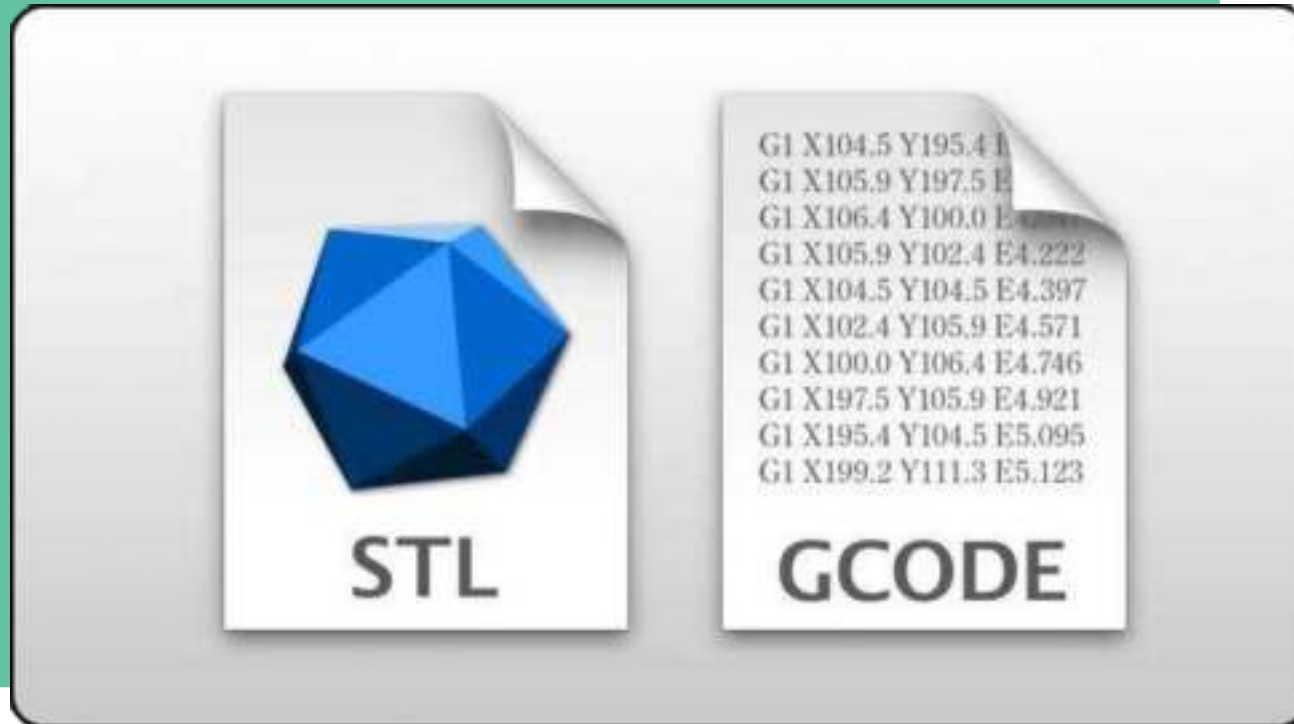 G1 X104.5 Y195.4
G1 X105.9 Y197.5
G1 X106.4 Y100.0
G1 X105.9 Y102.4 E4.222
G1 X104.5 Y104.5 E4.397
G1 X102.4 Y105.9 E4.571
G1 X100.0 Y106.4 E4.746
G1 X197.5 Y105.9 E4.921
G1 X195.4 Y104.5 E5.095
G1 X199.2 Y111.3 E5.123
STL
GCODE